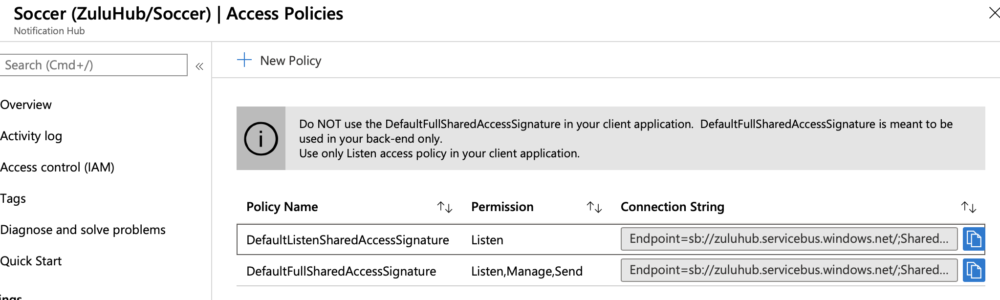 Soccer (ZuluHub/Soccer) | Access Policies
Notification Hub
Search (Cmd+/)
«
New Policy
Overview
Activity log
Access control (IAM)
Tags
Diagnose and solve problems
Quick Start
Do NOT use the DefaultFullSharedAccessSignature in your client application.  DefaultFullSharedAccessSignature is meant to be
used in your back-end only.
Use only Listen access policy in your client application.
Policy Name ↑↓ Permission ↑↓ Connection String ↑↓
DefaultListenSharedAccessSignature Listen Endpoint=sb://zuluhub.servicebus.windows.net/;Shared...
DefaultFullSharedAccessSignature Listen,Manage,Send Endpoint=sb://zuluhub.servicebus.windows.net/;Shared...